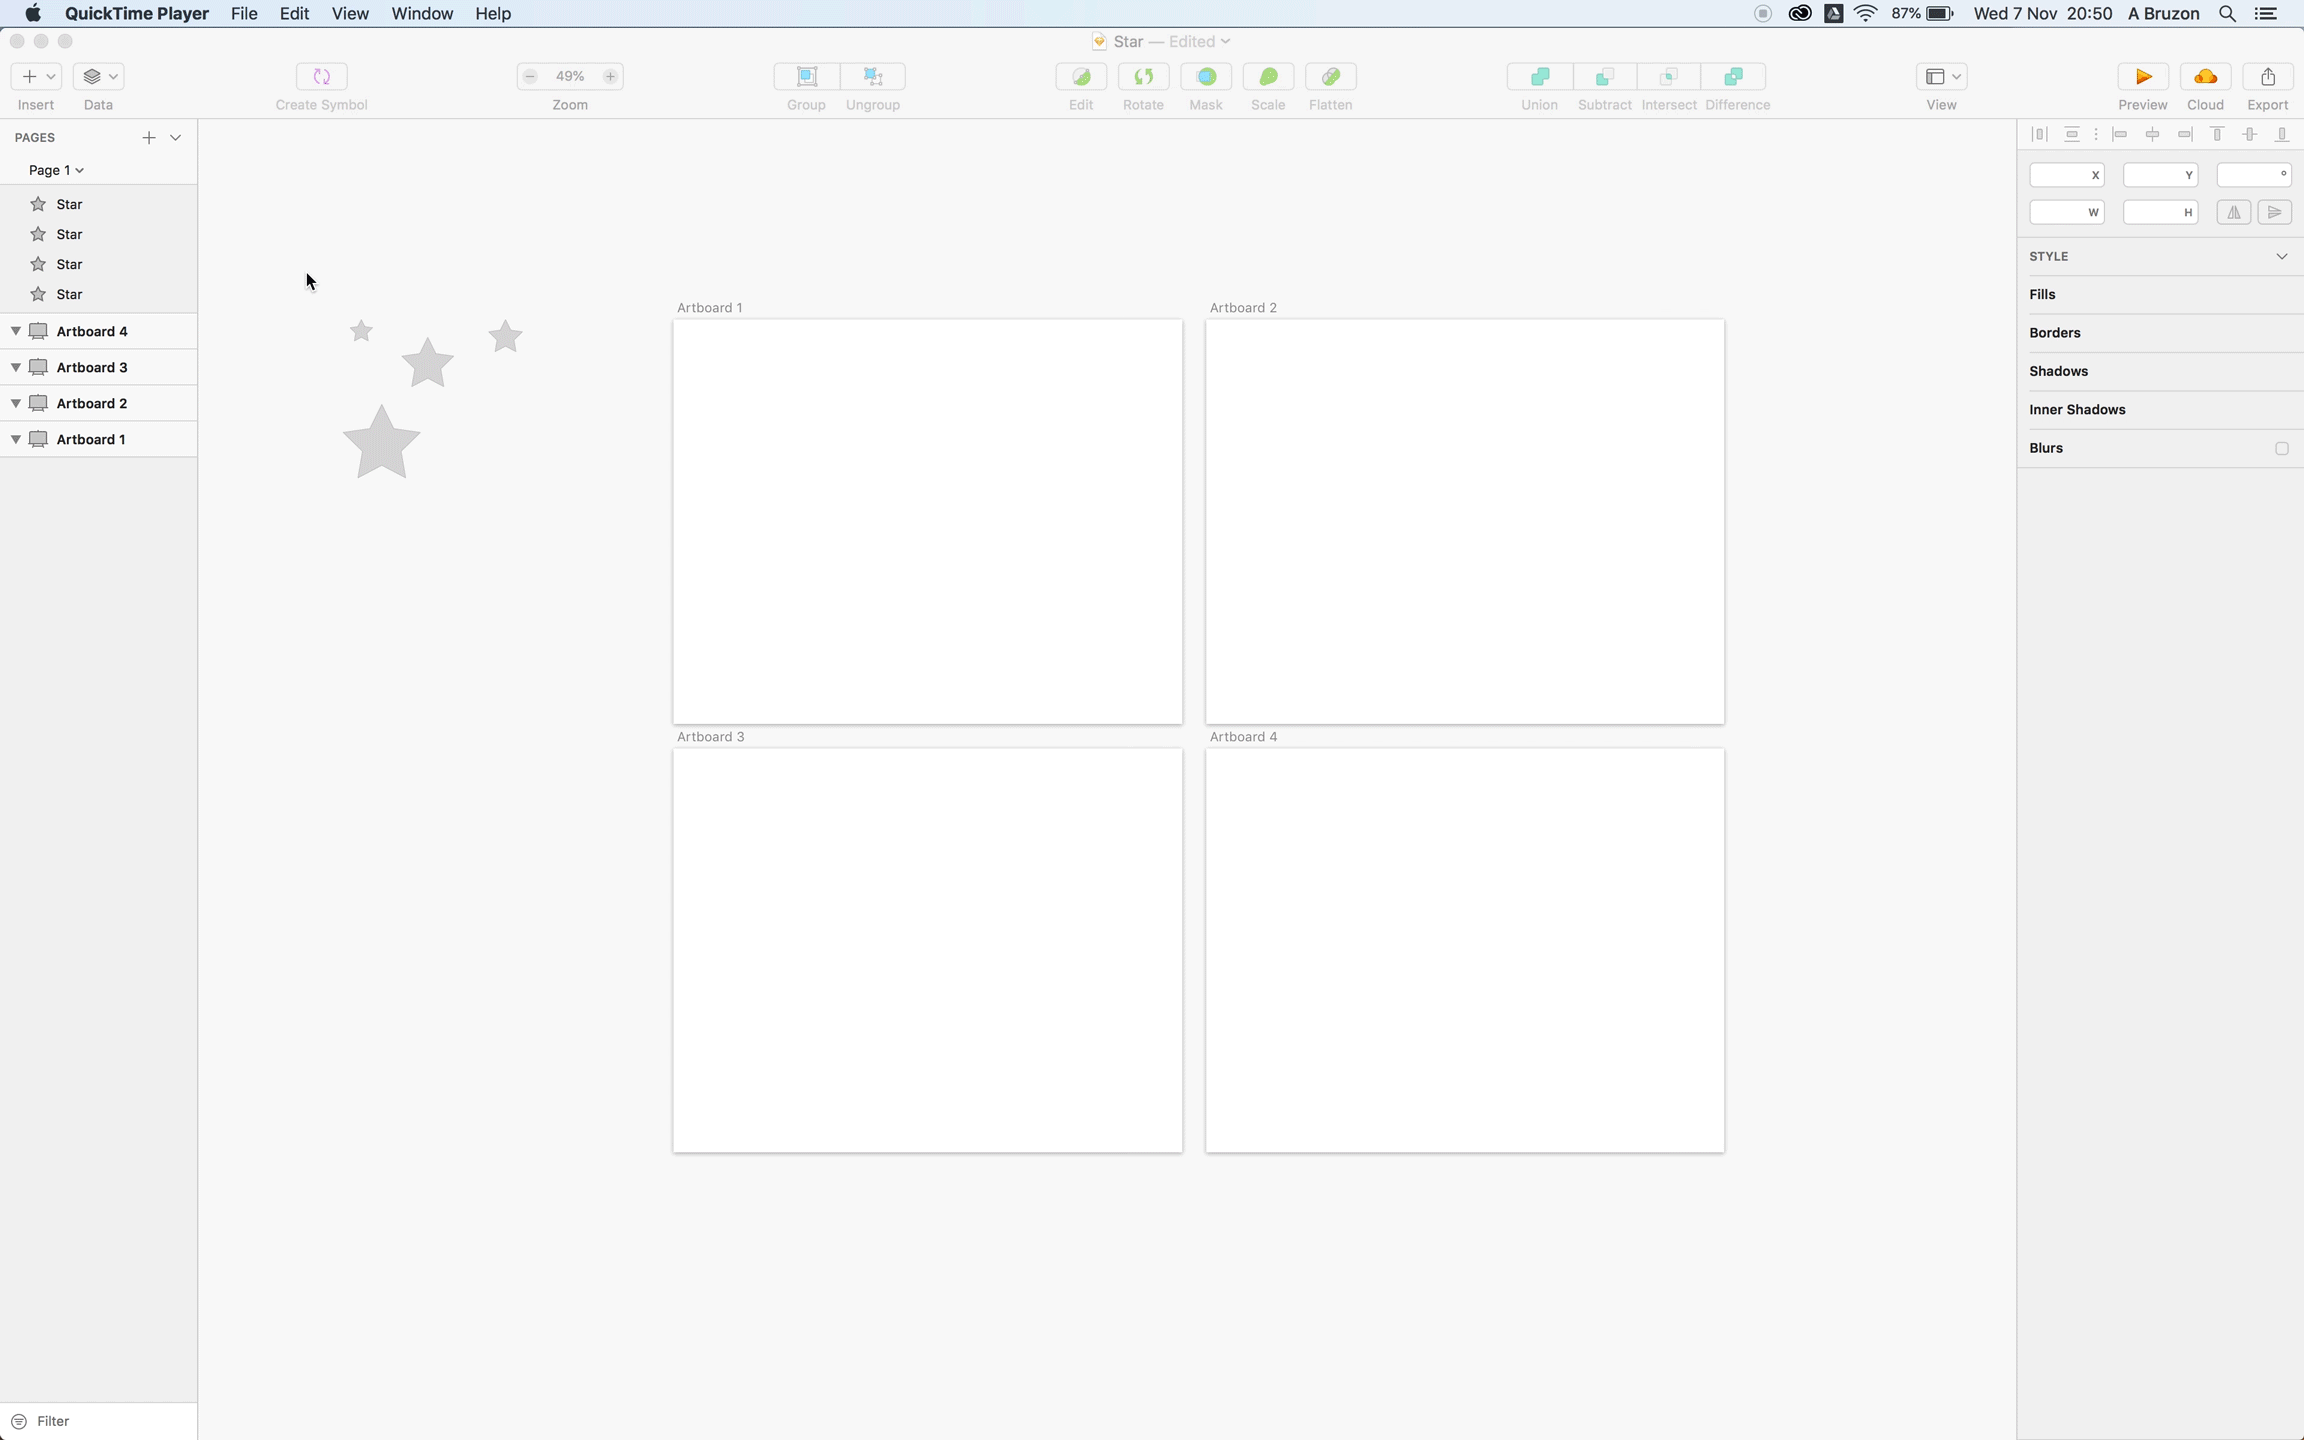 QuickTime Player File Edit View Window Help 87% Wed 7 Nov 20:50 A Bruzon
Star — Edited
49%
Insert Data Create Symbol Zoom Group Ungroup Edit Rotate Mask Scale Flatten Union Subtract Intersect Difference View Preview Cloud Export
PAGES
Page 1
Star
Star
Star
Star
Artboard 4
Artboard 3
Artboard 2
Artboard 1
Filter
Artboard 1
Artboard 2
Artboard 3
Artboard 4
X Y °
W H
STYLE
Fills
Borders
Shadows
Inner Shadows
Blurs